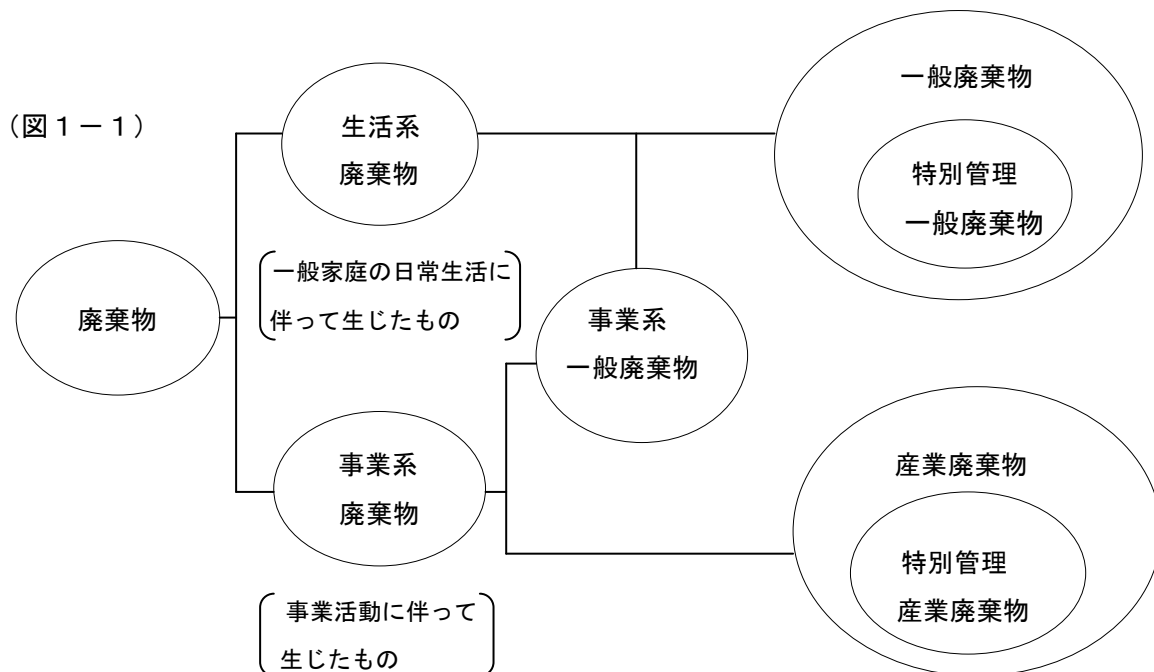 （図１－１）
廃棄物
生活系
廃棄物
一般家庭の日常生活に
伴って生じたもの
事業系
廃棄物
事業活動に伴って
生じたもの
事業系
一般廃棄物
一般廃棄物
特別管理
一般廃棄物
産業廃棄物
特別管理
産業廃棄物